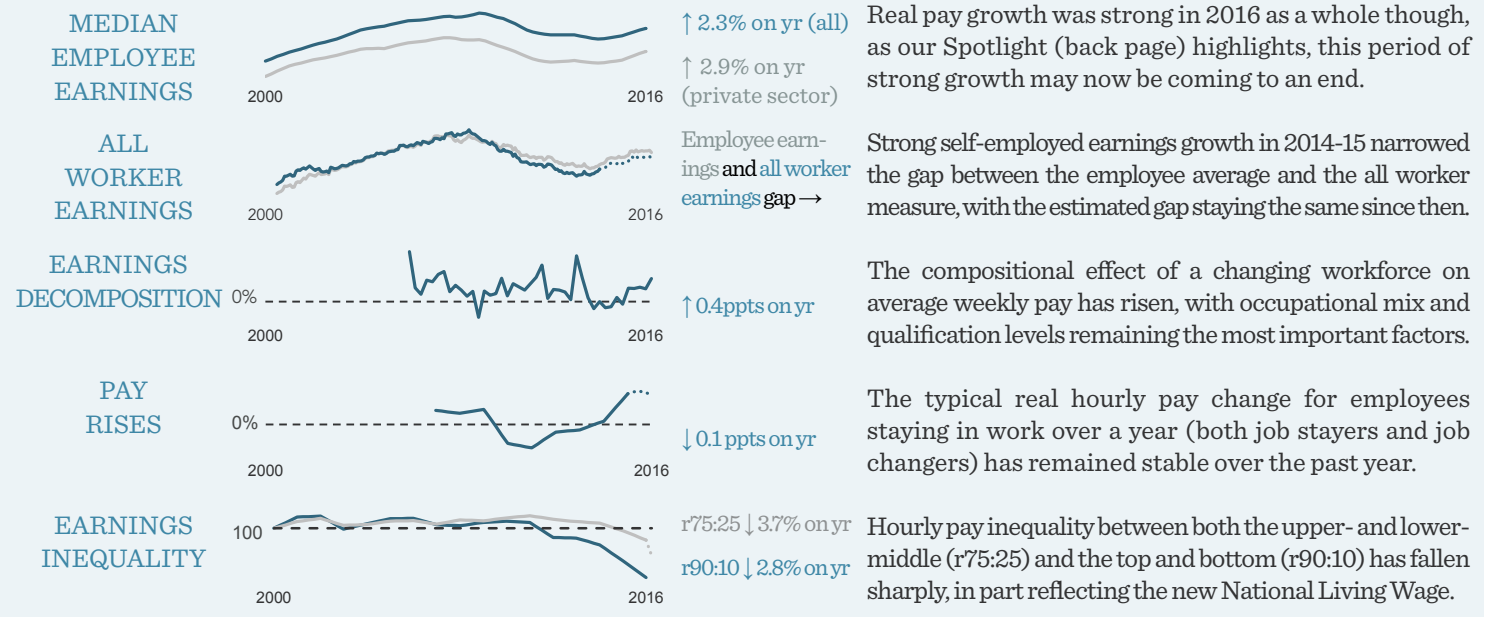 MEDIAN
EMPLOYEE
EARNINGS
2000
2016
↑ 2.3% on yr (all)
↑ 2.9% on yr
(private sector)
Real pay growth was strong in 2016 as a whole though,
as our Spotlight (back page) highlights, this period of
strong growth may now be coming to an end.
ALL
WORKER
EARNINGS
2000
2016
Employee earn-
ings and all worker
earnings gap →
Strong self-employed earnings growth in 2014-15 narrowed
the gap between the employee average and the all worker
measure, with the estimated gap staying the same since then.
EARNINGS
DECOMPOSITION
0%
2000
2016
↑ 0.4ppts on yr
The compositional effect of a changing workforce on
average weekly pay has risen, with occupational mix and
qualification levels remaining the most important factors.
PAY
RISES
0%
2000
2016
↓ 0.1 ppts on yr
The typical real hourly pay change for employees
staying in work over a year (both job stayers and job
changers) has remained stable over the past year.
EARNINGS
INEQUALITY
100
2000
2016
r75:25 ↓ 3.7% on yr
r90:10 ↓ 2.8% on yr
Hourly pay inequality between both the upper- and lower-
middle (r75:25) and the top and bottom (r90:10) has fallen
sharply, in part reflecting the new National Living Wage.